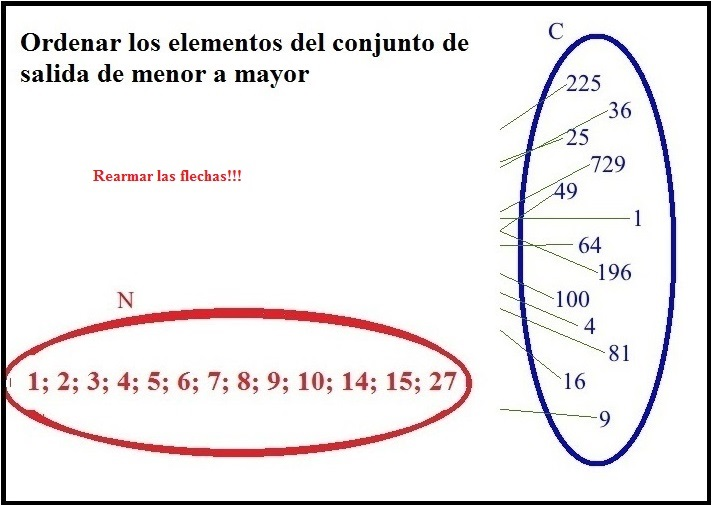 Ordenar los elementos del conjunto de
salida de menor a mayor
Rearmar las flechas!!!
N
1; 2; 3; 4; 5; 6; 7; 8; 9; 10; 14; 15; 27
C
225
36
25
729
49
1
64
196
100
4
81
16
9